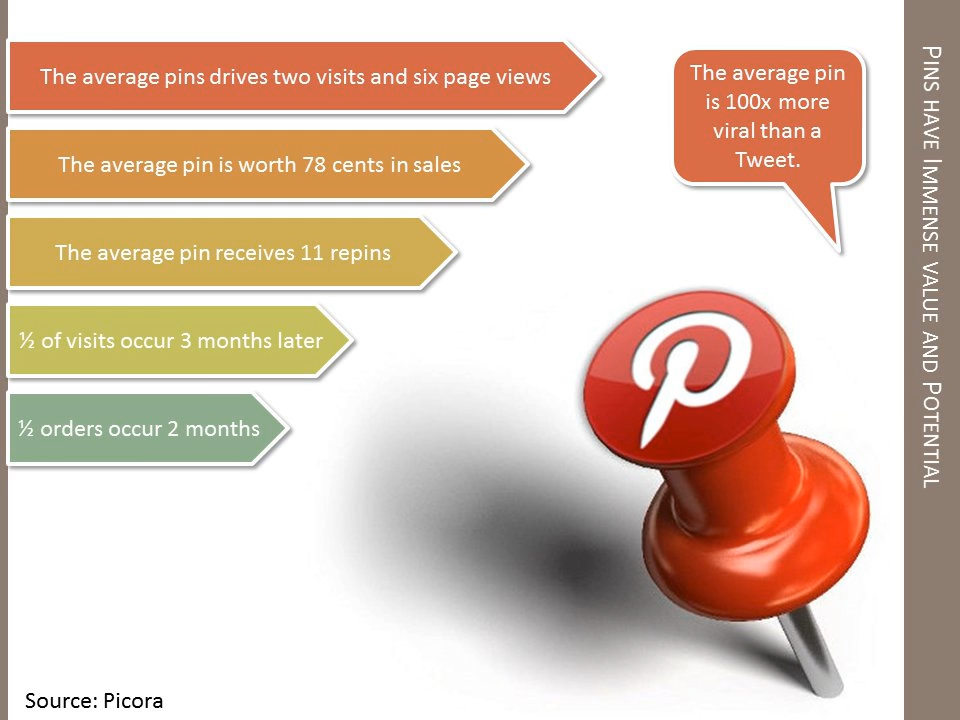 The average pins drives two visits and six page views
The average pin is worth 78 cents in sales
The average pin receives 11 repins
½ of visits occur 3 months later
½ orders occur 2 months
The average pin
is 100x more
viral than a
Tweet.
Pins have Immense value and Potential
Source: Picora